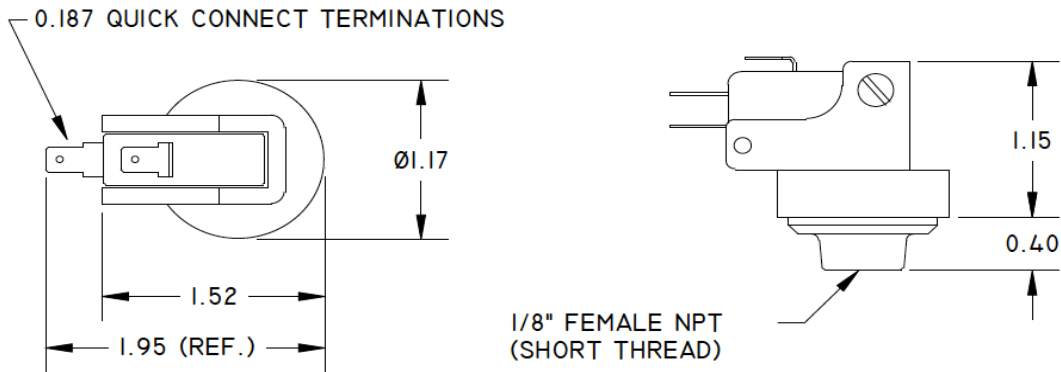 0.187 QUICK CONNECT TERMINATIONS
Ø1.17
1.52
1.95 (REF.)
1.15
0.40
1/8" FEMALE NPT
(SHORT THREAD)